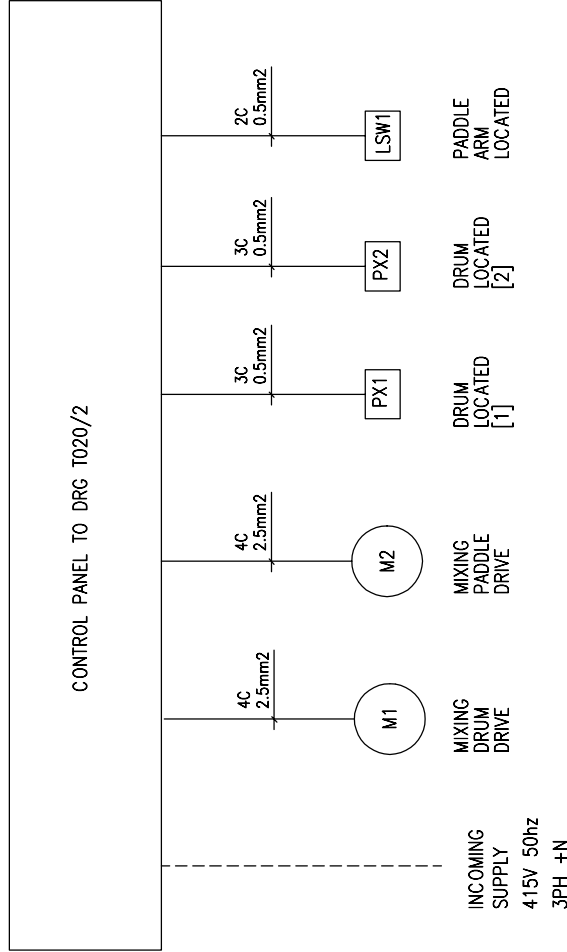 CONTROL PANEL TO DRG T020/2
4C
2.5mm2
4C
2.5mm2
3C
0.5mm2
3C
0.5mm2
2C
0.5mm2
M1
M2
PX1
PX2
LSW1
INCOMING
SUPPLY
415V 50hz
3PH +N
MIXING
DRUM
DRIVE
MIXING
PADDLE
DRIVE
DRUM
LOCATED
[1]
DRUM
LOCATED
[2]
PADDLE
ARM
LOCATED